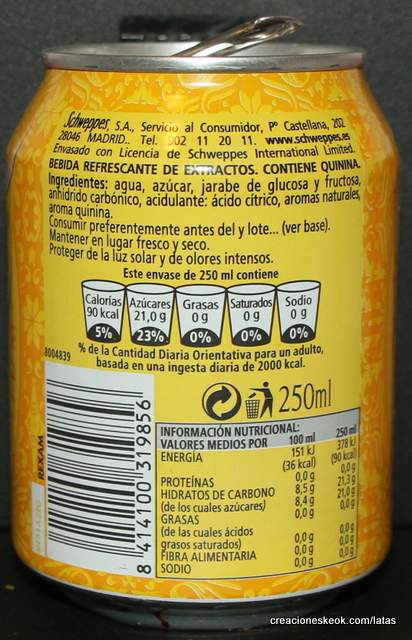 Schweppes, S.A., Servicio al Consumidor, Pº Castellana, 202
28046 MADRID.. Tel. 902 11 20 11. www.schweppes.es
Envasado con Licencia de Schweppes International Limited.
BEBIDA REFRESCANTE DE EXTRACTOS. CONTIENE QUININA.
Ingredientes: agua, azúcar, jarabe de glucosa y fructosa,
anhídrido carbónico, acidulante: ácido cítrico, aromas naturales,
aroma quinina.
Consumir preferentemente antes del y lote... (ver base).
Mantener en lugar fresco y seco.
Proteger de la luz solar y de olores intensos.
Este envase de 250 ml contiene
Calorías Azúcares Grasas Saturados Sodio
90 kcal 21,0 g 0 g 0 g 0 g
5% 23% 0% 0% 0%
8004839
% de la Cantidad Diaria Orientativa para un adulto,
basada en una ingesta diaria de 2000 kcal.
250ml
REXAM
8 414100 319856
INFORMACIÓN NUTRICIONAL:
VALORES MEDIOS POR 100 ml 250 ml
ENERGÍA 151 kJ 378 kJ
(36 kcal) (90 kcal)
PROTEÍNAS 0,0 g 0,0 g
HIDRATOS DE CARBONO 8,5 g 21,3 g
(de los cuales azúcares) 8,4 g 21,0 g
GRASAS 0,0 g 0,0 g
(de las cuales ácidos
grasos saturados) 0,0 g 0,0 g
FIBRA ALIMENTARIA 0,0 g 0,0 g
SODIO 0,0 g 0,0 g
creacioneskeok.com/latas